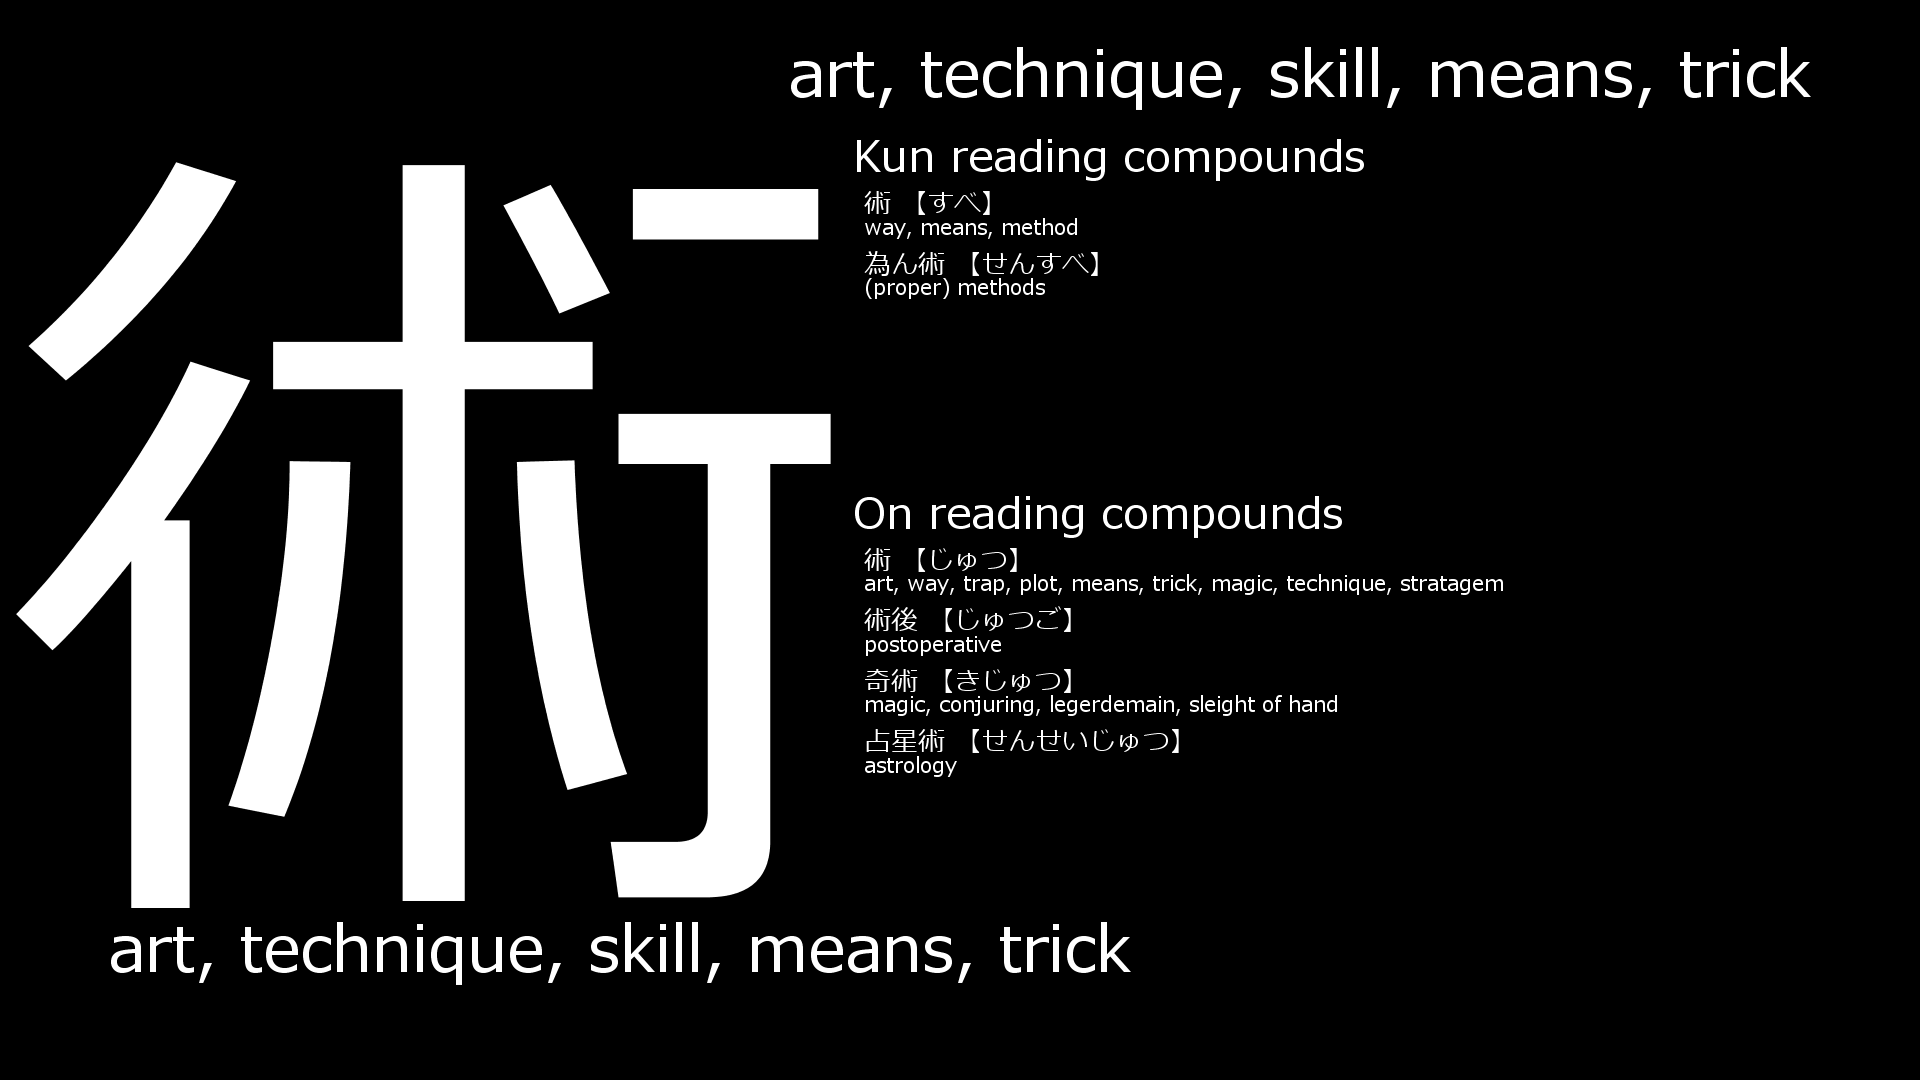 art, technique, skill, means, trick
術
Kun reading compounds
術 【すべ】
way, means, method
為ん術 【せんすべ】
(proper) methods
On reading compounds
術 【じゅつ】
art, way, trap, plot, means, trick, magic, technique, stratagem
術後 【じゅつご】
postoperative
奇術 【きじゅつ】
magic, conjuring, legerdemain, sleight of hand
占星術 【せんせいじゅつ】
astrology
art, technique, skill, means, trick